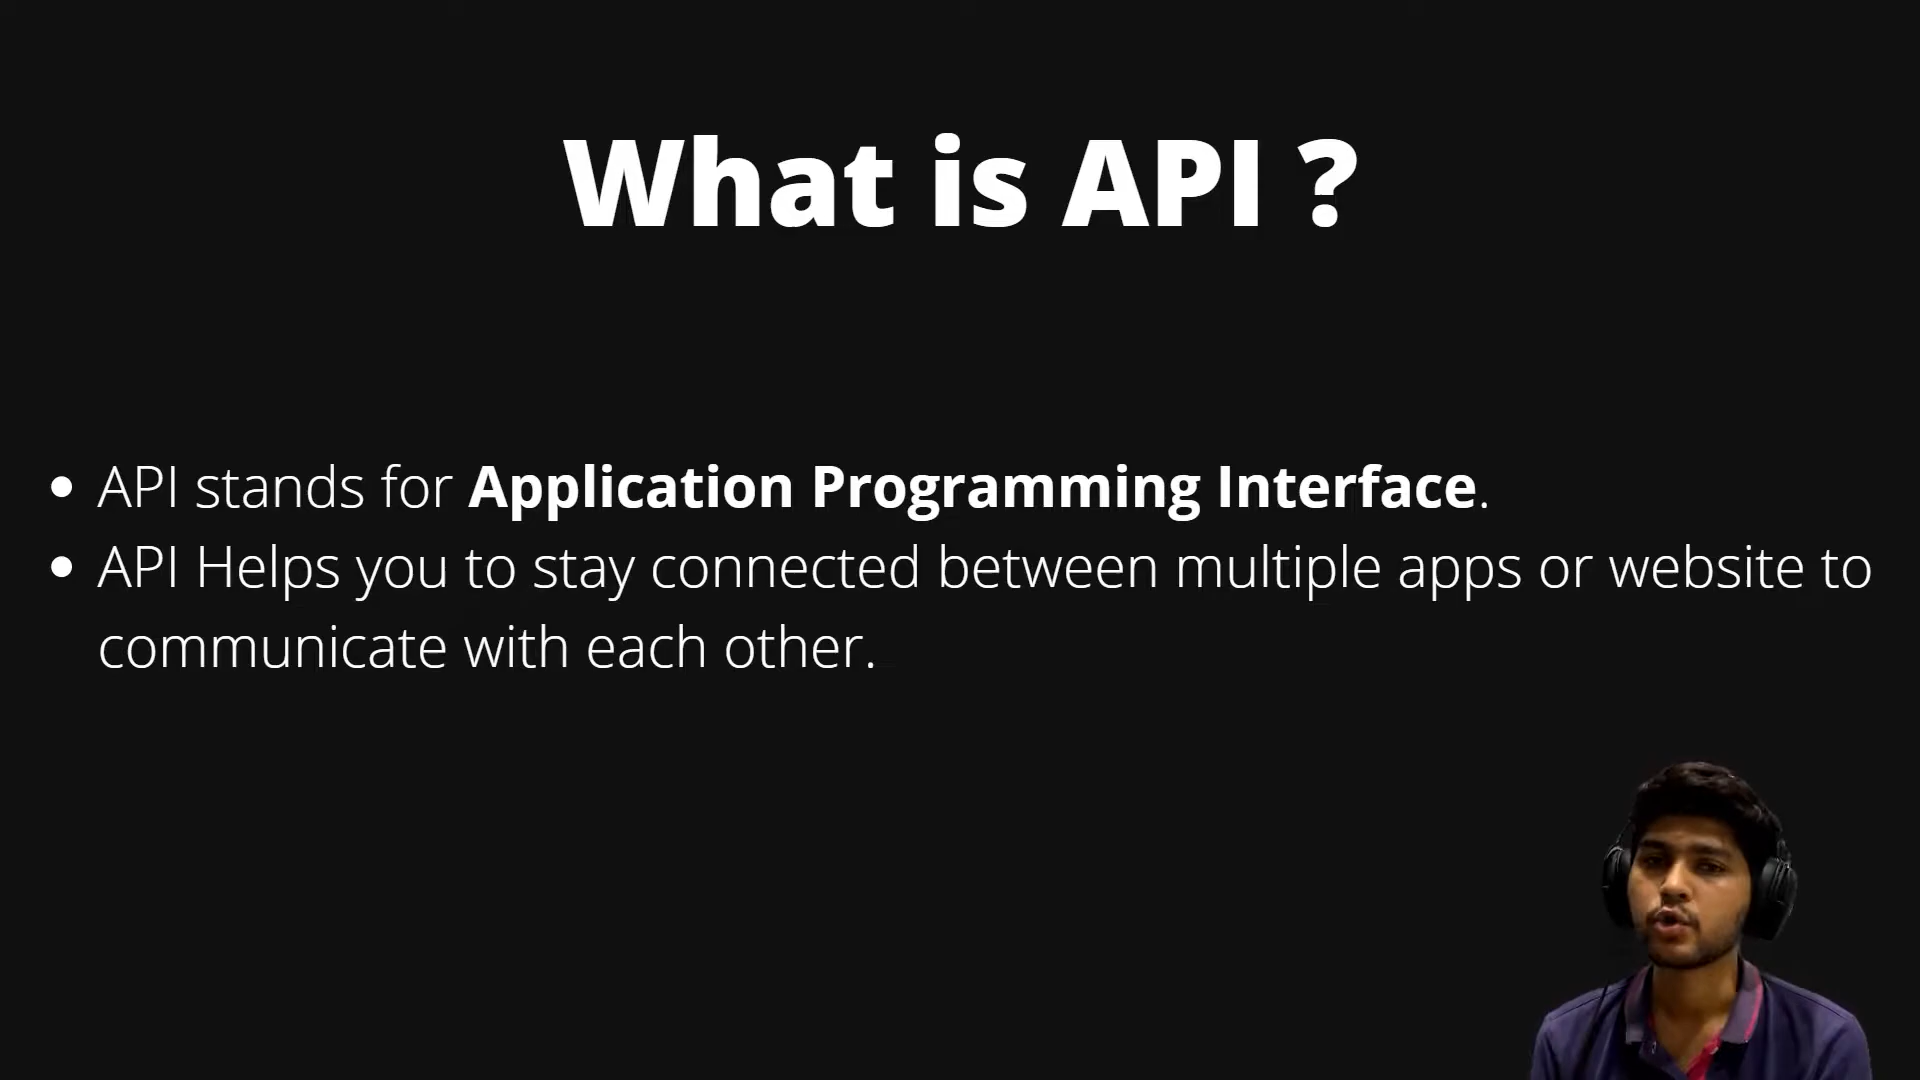 What is API ?
• API stands for Application Programming Interface.
• API Helps you to stay connected between multiple apps or website to
communicate with each other.